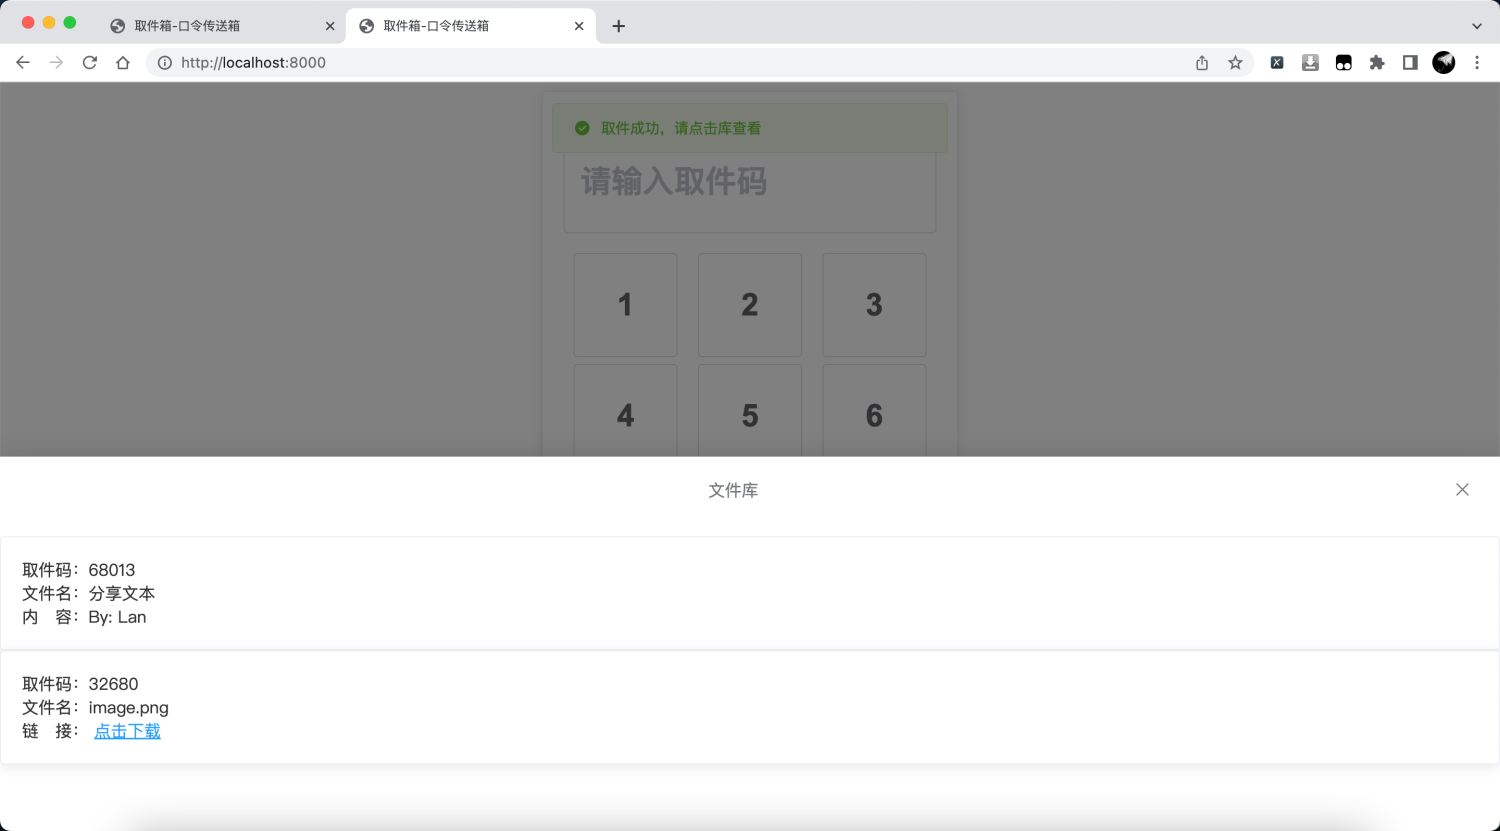 取件箱-口令传送箱
取件箱-口令传送箱
http://localhost:8000
取件成功，请点击库查看
请输入取件码
1 2 3
4 5 6
文件库
取件码：68013
文件名：分享文本
内　容：By: Lan
取件码：32680
文件名：image.png
链　接： 点击下载